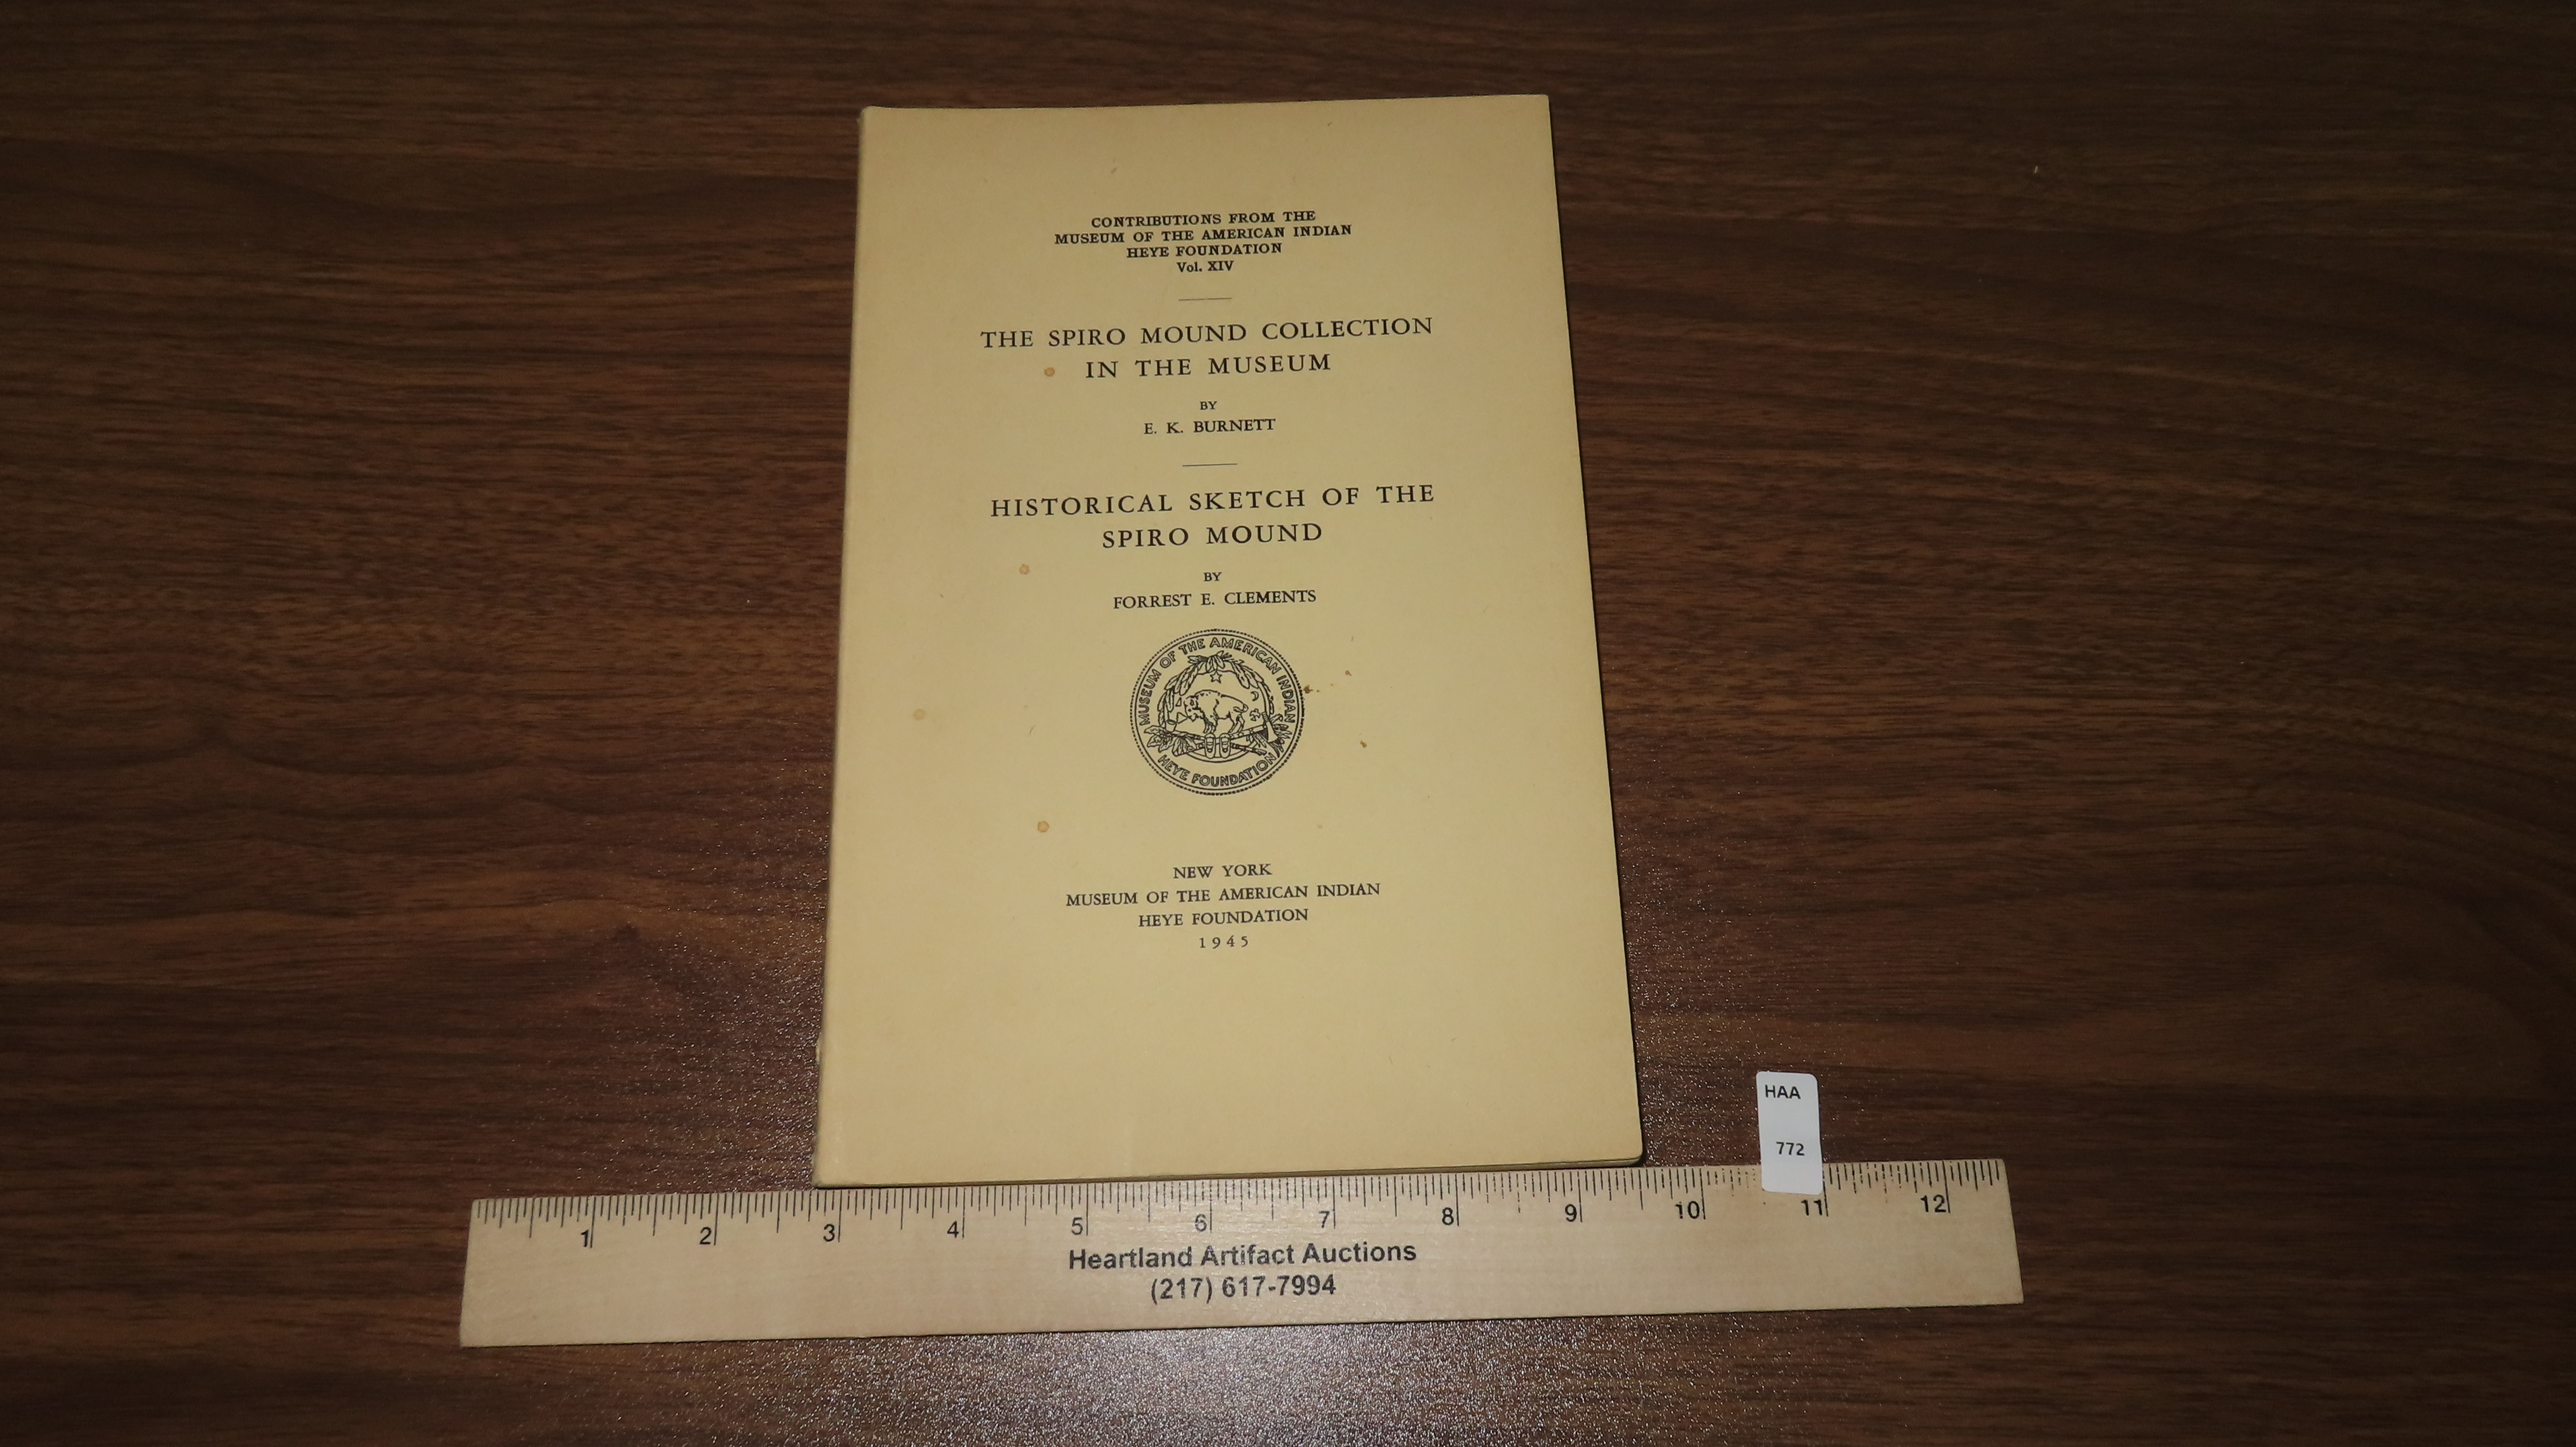 CONTRIBUTIONS FROM THE
MUSEUM OF THE AMERICAN INDIAN
HEYE FOUNDATION
Vol. XIV
THE SPIRO MOUND COLLECTION
IN THE MUSEUM
BY
E. K. BURNETT
HISTORICAL SKETCH OF THE
SPIRO MOUND
BY
FORREST E. CLEMENTS
MUSEUM OF THE AMERICAN INDIAN
HEYE FOUNDATION
NEW YORK
MUSEUM OF THE AMERICAN INDIAN
HEYE FOUNDATION
1945
HAA
772
1 2 3 4 5 6 7 8 9 10 11 12
Heartland Artifact Auctions
(217) 617-7994